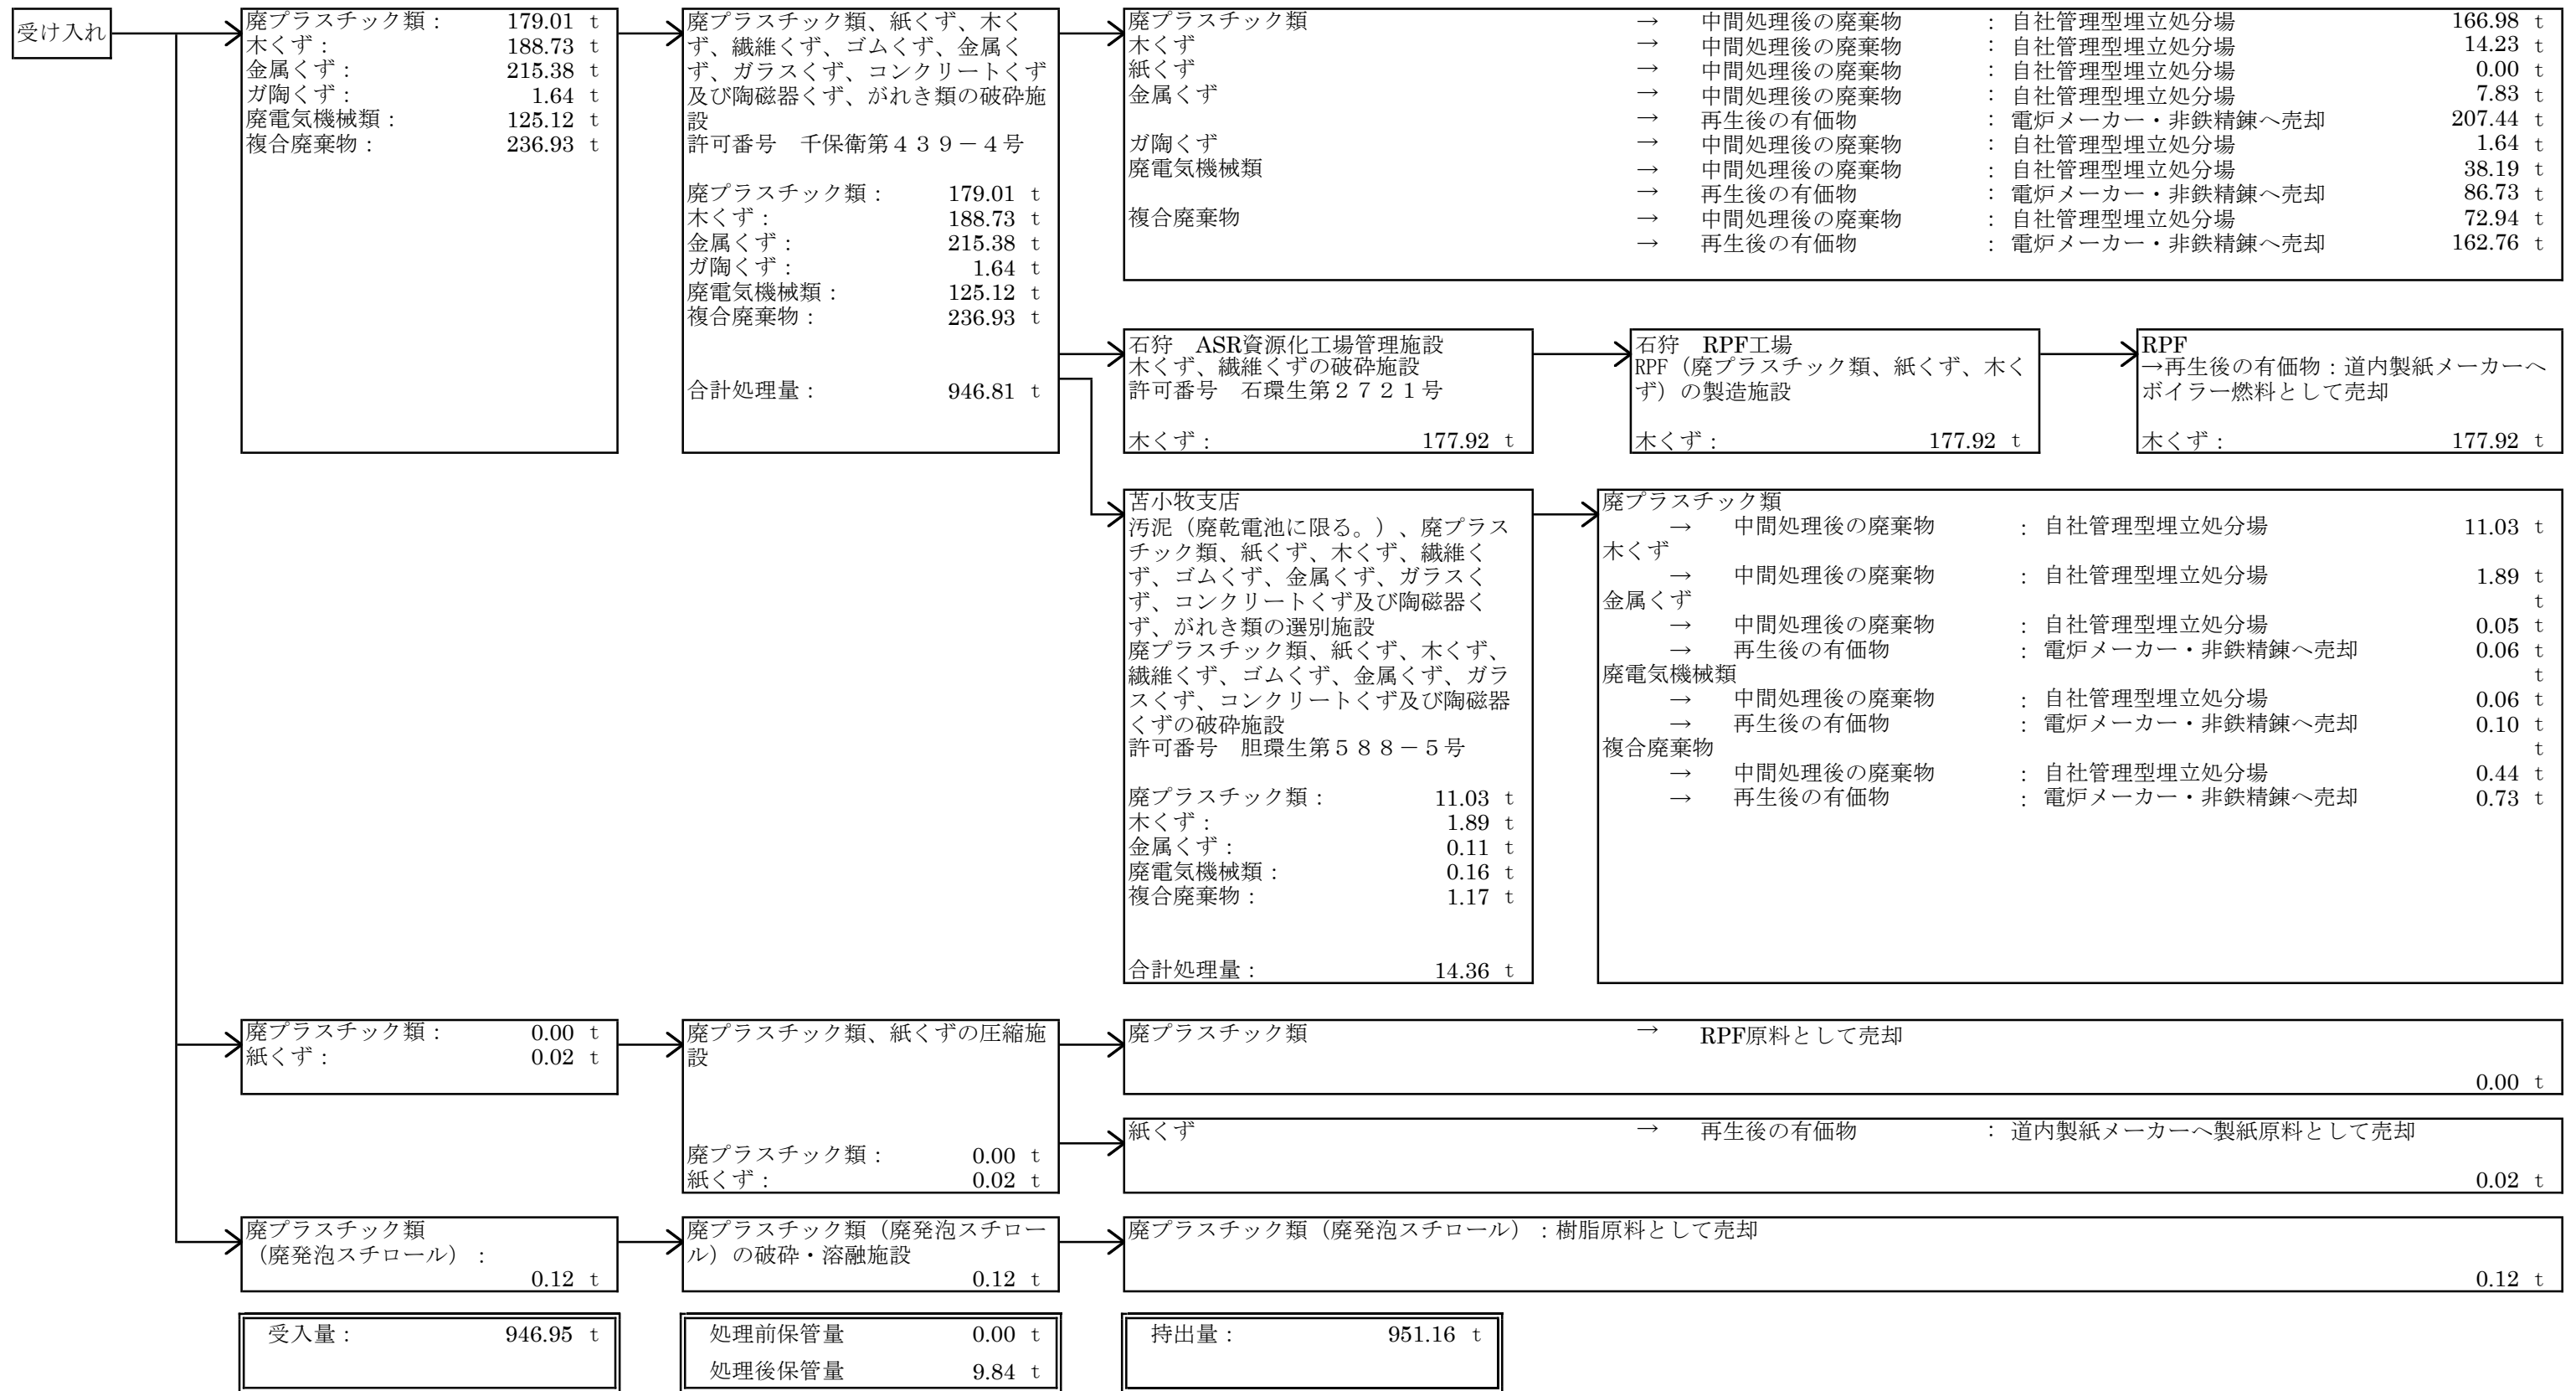 受け入れ
廃プラスチック類： 179.01 t
木くず： 188.73 t
金属くず： 215.38 t
ガ陶くず： 1.64 t
廃電気機械類： 125.12 t
複合廃棄物： 236.93 t
廃プラスチック類、紙くず、木く
ず、繊維くず、ゴムくず、金属く
ず、ガラスくず、コンクリートくず
及び陶磁器くず、がれき類の破砕施
設
許可番号　千保衛第４３９－４号
廃プラスチック類： 179.01 t
木くず： 188.73 t
金属くず： 215.38 t
ガ陶くず： 1.64 t
廃電気機械類： 125.12 t
複合廃棄物： 236.93 t
合計処理量： 946.81 t
廃プラスチック類 → 中間処理後の廃棄物 ： 自社管理型埋立処分場 166.98 t
木くず → 中間処理後の廃棄物 ： 自社管理型埋立処分場 14.23 t
紙くず → 中間処理後の廃棄物 ： 自社管理型埋立処分場 0.00 t
金属くず → 中間処理後の廃棄物 ： 自社管理型埋立処分場 7.83 t
→ 再生後の有価物 ： 電炉メーカー・非鉄精錬へ売却 207.44 t
ガ陶くず → 中間処理後の廃棄物 ： 自社管理型埋立処分場 1.64 t
廃電気機械類 → 中間処理後の廃棄物 ： 自社管理型埋立処分場 38.19 t
→ 再生後の有価物 ： 電炉メーカー・非鉄精錬へ売却 86.73 t
複合廃棄物 → 中間処理後の廃棄物 ： 自社管理型埋立処分場 72.94 t
→ 再生後の有価物 ： 電炉メーカー・非鉄精錬へ売却 162.76 t
石狩　ASR資源化工場管理施設
木くず、繊維くずの破砕施設
許可番号　石環生第２７２１号
木くず： 177.92 t
石狩　RPF工場
RPF（廃プラスチック類、紙くず、木く
ず）の製造施設
木くず： 177.92 t
RPF
→再生後の有価物：道内製紙メーカーへ
ボイラー燃料として売却
木くず： 177.92 t
苫小牧支店
汚泥（廃乾電池に限る。）、廃プラス
チック類、紙くず、木くず、繊維く
ず、ゴムくず、金属くず、ガラスく
ず、コンクリートくず及び陶磁器く
ず、がれき類の選別施設
廃プラスチック類、紙くず、木くず、
繊維くず、ゴムくず、金属くず、ガラ
スくず、コンクリートくず及び陶磁器
くずの破砕施設
許可番号　胆環生第５８８－５号
廃プラスチック類： 11.03 t
木くず： 1.89 t
金属くず： 0.11 t
廃電気機械類： 0.16 t
複合廃棄物： 1.17 t
合計処理量： 14.36 t
廃プラスチック類
→ 中間処理後の廃棄物 ： 自社管理型埋立処分場 11.03 t
木くず
→ 中間処理後の廃棄物 ： 自社管理型埋立処分場 1.89 t
金属くず t
→ 中間処理後の廃棄物 ： 自社管理型埋立処分場 0.05 t
→ 再生後の有価物 ： 電炉メーカー・非鉄精錬へ売却 0.06 t
廃電気機械類 t
→ 中間処理後の廃棄物 ： 自社管理型埋立処分場 0.06 t
→ 再生後の有価物 ： 電炉メーカー・非鉄精錬へ売却 0.10 t
複合廃棄物 t
→ 中間処理後の廃棄物 ： 自社管理型埋立処分場 0.44 t
→ 再生後の有価物 ： 電炉メーカー・非鉄精錬へ売却 0.73 t
廃プラスチック類： 0.00 t
紙くず： 0.02 t
廃プラスチック類、紙くずの圧縮施
設
廃プラスチック類： 0.00 t
紙くず： 0.02 t
廃プラスチック類 → RPF原料として売却
0.00 t
紙くず → 再生後の有価物 ： 道内製紙メーカーへ製紙原料として売却
0.02 t
廃プラスチック類
（廃発泡スチロール）：
0.12 t
廃プラスチック類（廃発泡スチロー
ル）の破砕・溶融施設
0.12 t
廃プラスチック類（廃発泡スチロール）：樹脂原料として売却
0.12 t
受入量： 946.95 t
処理前保管量 0.00 t
処理後保管量 9.84 t
持出量： 951.16 t